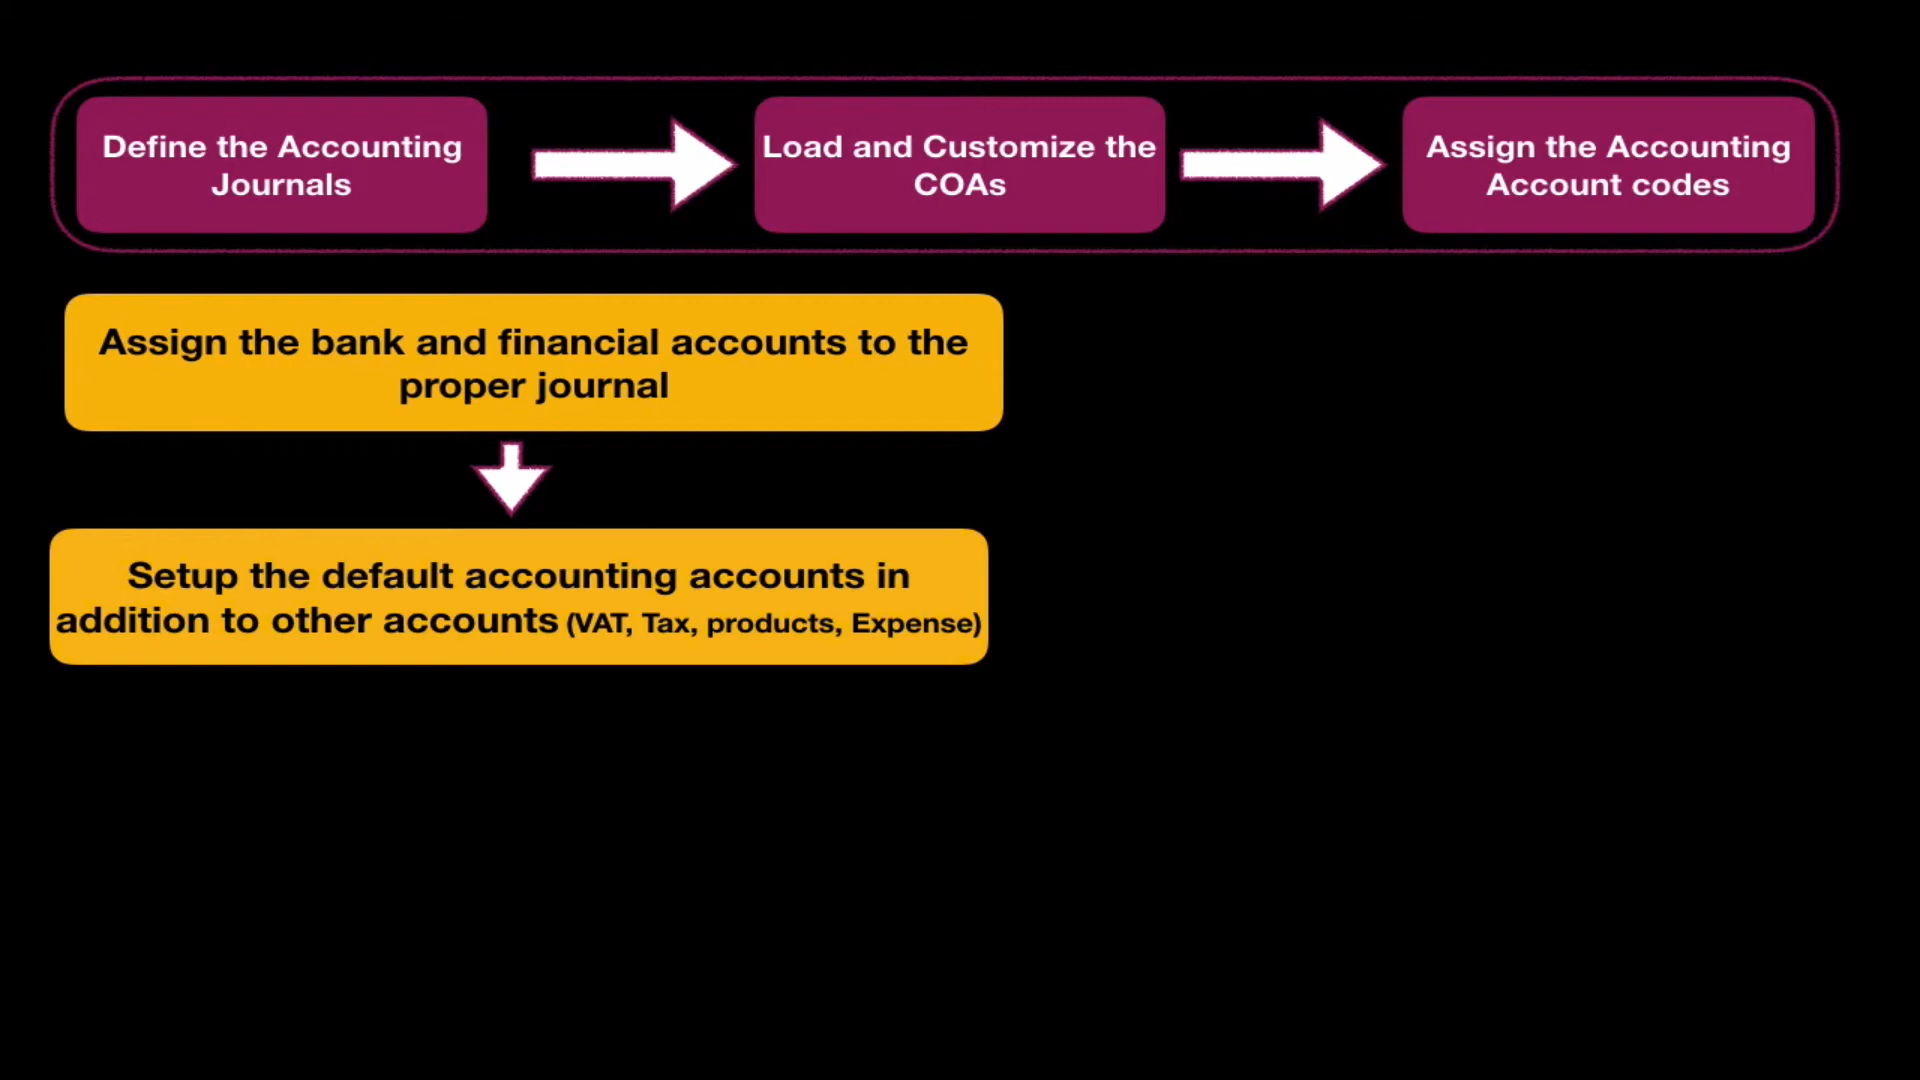 Define the Accounting
Journals
Load and Customize the
COAs
Assign the Accounting
Account codes
Assign the bank and financial accounts to the
proper journal
Setup the default accounting accounts in
addition to other accounts (VAT, Tax, products, Expense)